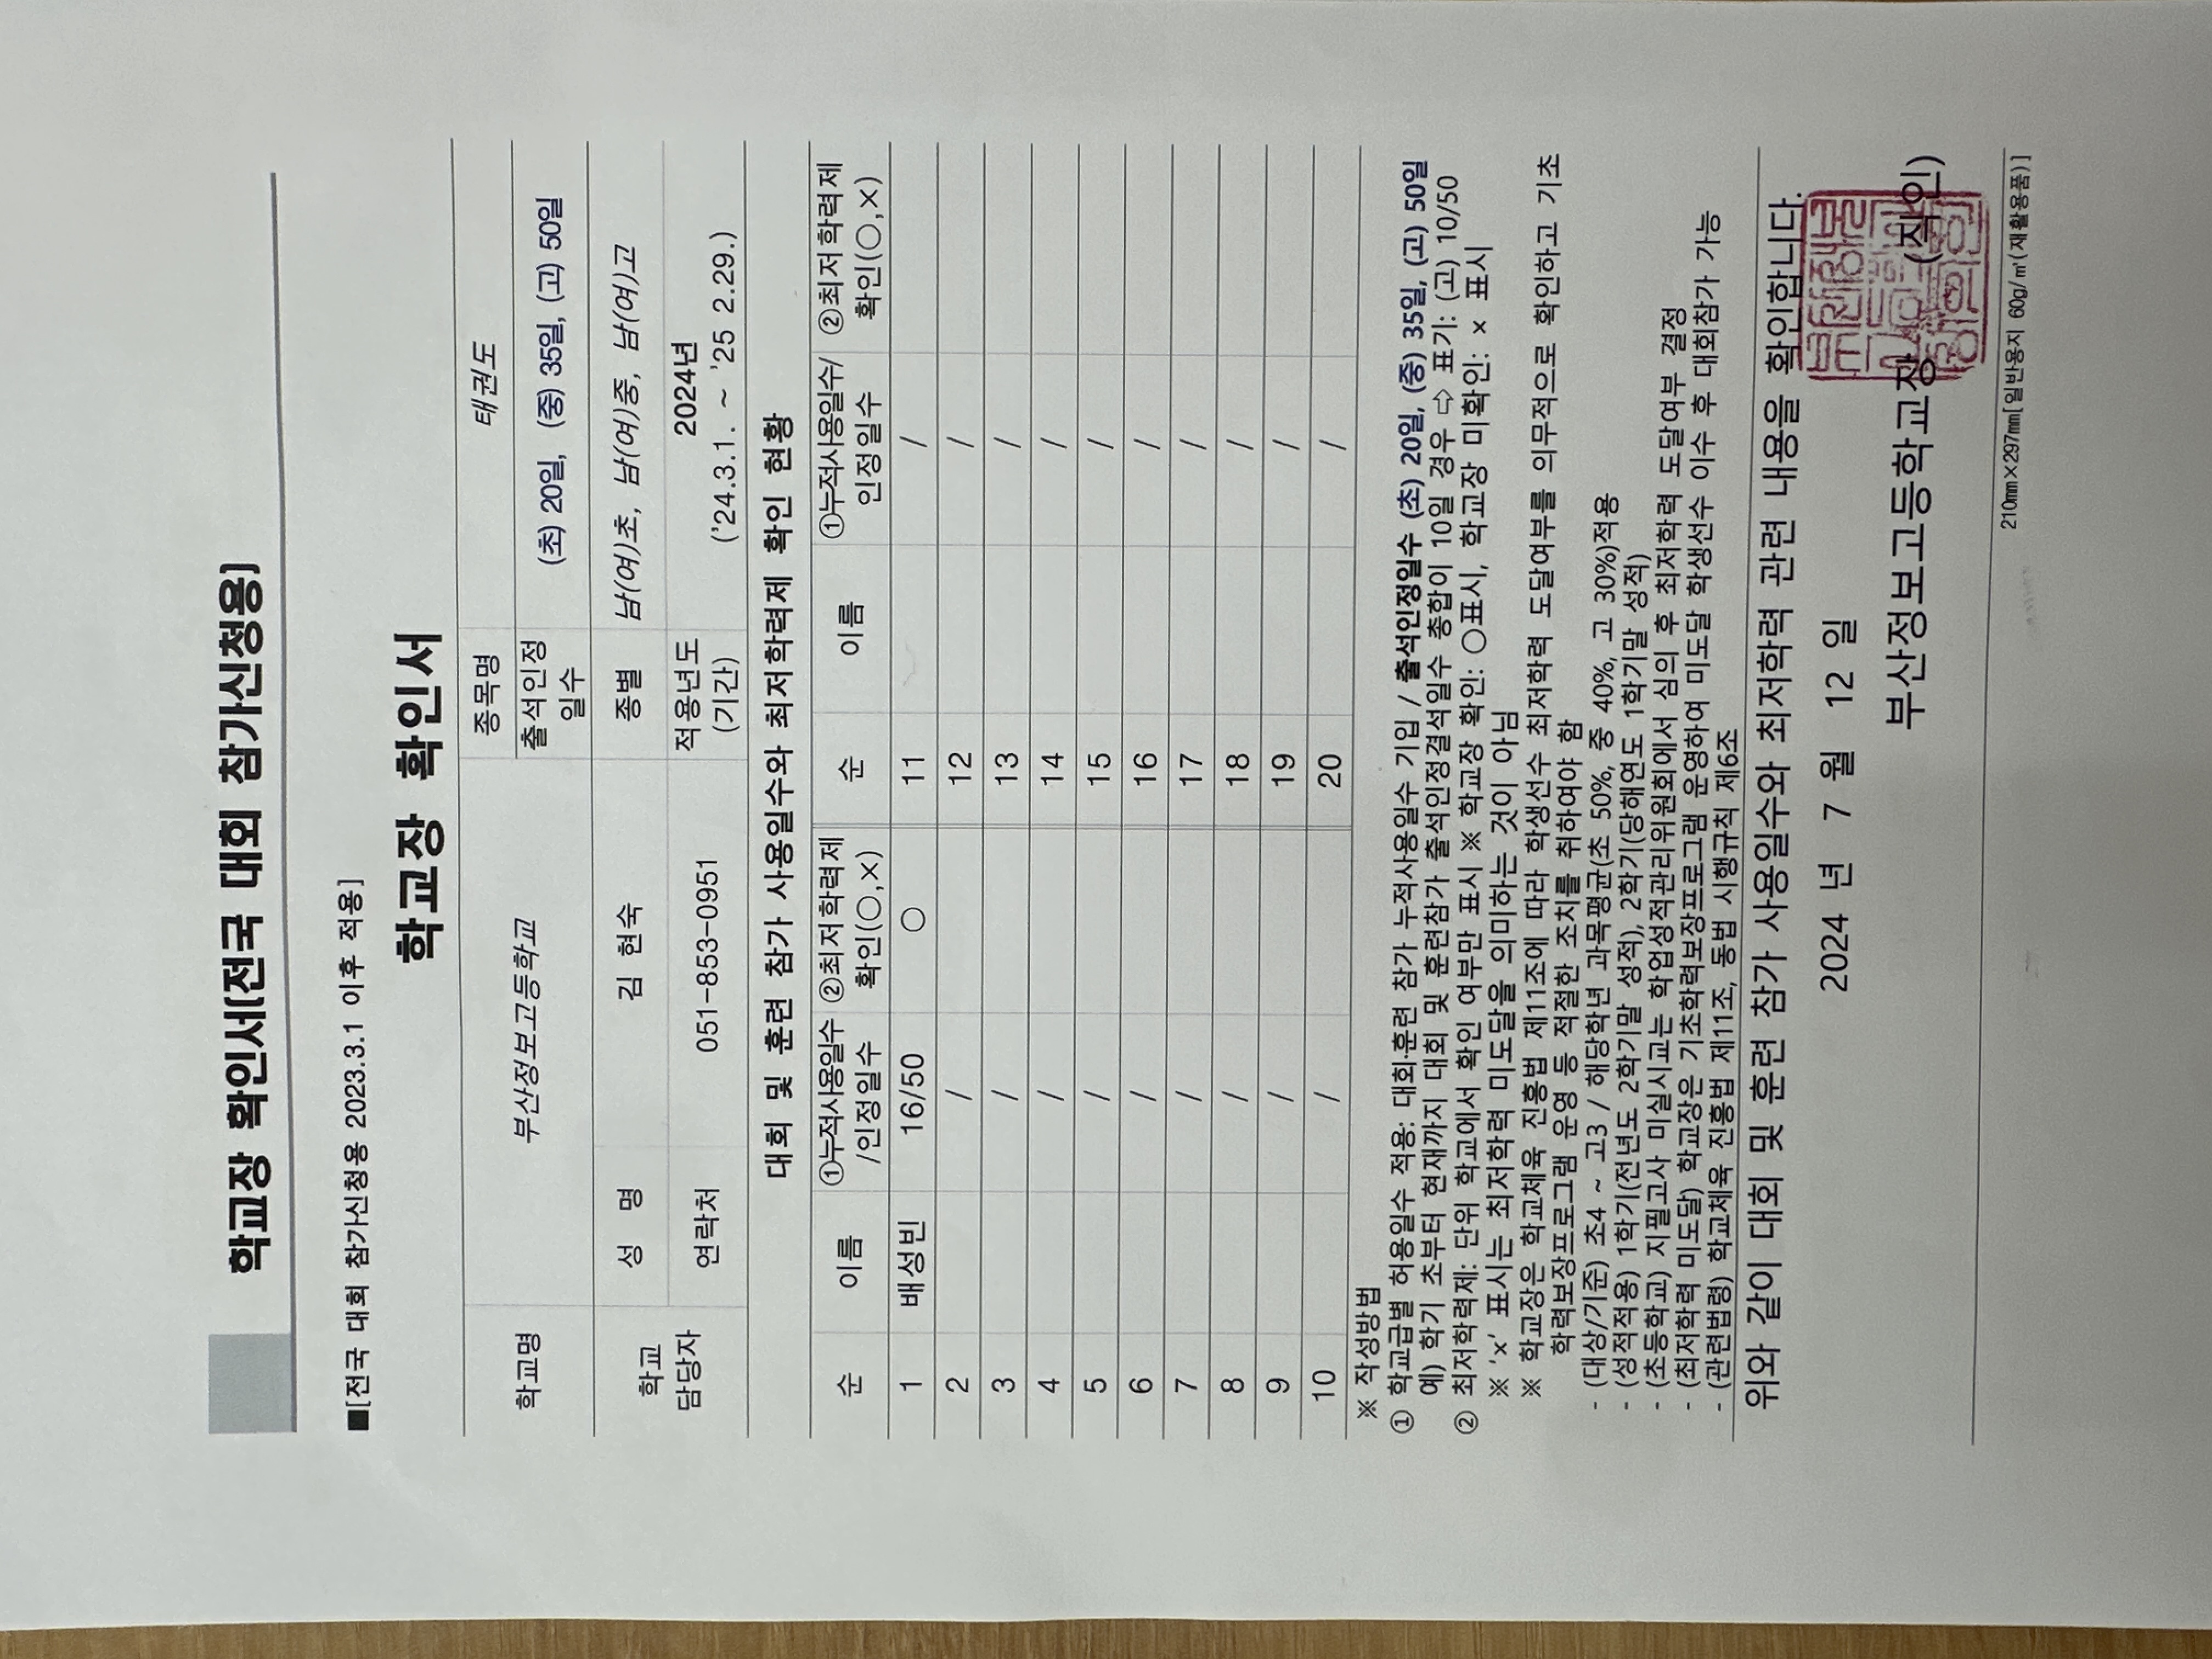 학교장 확인서[전국 대회 참가신청용]
■[전국 대회 참가신청용 2023.3.1 이후 적용]
학교장 확인서
학교명 부산정보고등학교 종목명 태권도
출석인정일수 (초) 20일, (중) 35일, (고) 50일
학교 담당자 성 명 김 현숙 종별 남(여)초, 남(여)중, 남(여)고
연락처 051-853-0951 적용년도 (기간) 2024년 ('24.3.1. ~ '25 2.29.)
대회 및 훈련 참가 사용일수와 최저학력제 확인 현황
순 이름 ①누적사용일수/인정일수 ②최저학력제 확인(○,×) 순 이름 ①누적사용일수/인정일수 ②최저학력제 확인(○,×)
1 배성빈 16/50 ○ 11 /
2 / 12 /
3 / 13 /
4 / 14 /
5 / 15 /
6 / 16 /
7 / 17 /
8 / 18 /
9 / 19 /
10 / 20 /
※ 작성방법
① 학교급별 허용일수 적용: 대회·훈련 참가 누적사용일수 기입 / 출석인정일수 (초) 20일, (중) 35일, (고) 50일
예) 학기 초부터 현재까지 대회 및 훈련참가 출석인정결석일수 총합이 10일 경우 ⇨ 표기: (고) 10/50
② 최저학력제: 단위 학교에서 확인 여부만 표시 ※ 학교장 확인: ○표시, 학교장 미확인: × 표시
※ '×' 표시는 최저학력 미도달을 의미하는 것이 아님
※ 학교장은 학교체육 진흥법 제11조에 따라 학생선수 최저학력 도달여부를 의무적으로 확인하고 기초
학력보장프로그램 운영 등 적절한 조치를 취하여야 함
- (대상/기준) 초4 ~ 고3 / 해당학년 과목평균(초 50%, 중 40%, 고 30%)적용
- (성적적용) 1학기(전년도 2학기말 성적), 2학기(당해연도 1학기말 성적)
- (초등학교) 지필고사 미실시교는 학업성적관리위원회에서 심의 후 최저학력 도달여부 결정
- (최저학력 미도달) 학교장은 기초학력보장프로그램 운영하여 미도달 학생선수 이수 후 대회참가 가능
- (관련법령) 학교체육 진흥법 제11조, 동법 시행규칙 제6조
위와 같이 대회 및 훈련 참가 사용일수와 최저학력 관련 내용을 확인합니다.
2024 년 7 월 12 일
부산정보고등학교장 (직인)
210㎜×297㎜[일반용지 60g/㎡(재활용품)]